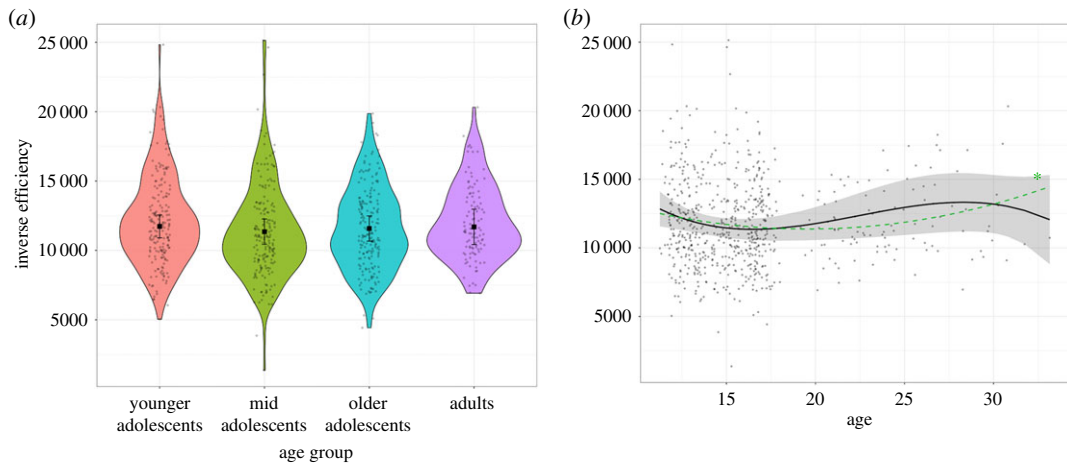 (a)
25 000
20 000
15 000
10 000
5000
inverse efficiency
younger
adolescents
mid
adolescents
older
adolescents
adults
age group
(b)
25 000
20 000
15 000
10 000
5000
*
15
20
25
30
age